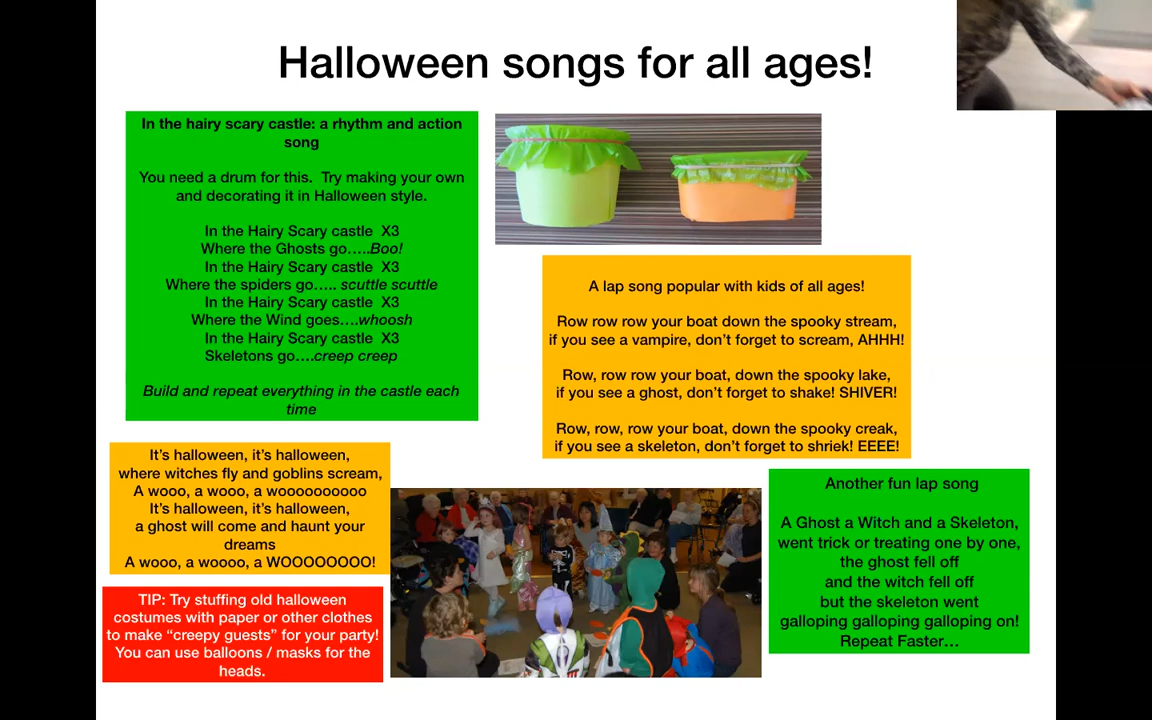 Halloween songs for all ages!
In the hairy scary castle: a rhythm and action
song
You need a drum for this.  Try making your own
and decorating it in Halloween style.
In the Hairy Scary castle  X3
Where the Ghosts go…..Boo!
In the Hairy Scary castle  X3
Where the spiders go….. scuttle scuttle
In the Hairy Scary castle  X3
Where the Wind goes….whoosh
In the Hairy Scary castle  X3
Skeletons go….creep creep
Build and repeat everything in the castle each
time
A lap song popular with kids of all ages!
Row row row your boat down the spooky stream,
if you see a vampire, don’t forget to scream, AHHH!
Row, row row your boat, down the spooky lake,
if you see a ghost, don’t forget to shake! SHIVER!
Row, row, row your boat, down the spooky creak,
if you see a skeleton, don’t forget to shriek! EEEE!
It’s halloween, it’s halloween,
where witches fly and goblins scream,
A wooo, a wooo, a woooooooooo
It’s halloween, it’s halloween,
a ghost will come and haunt your
dreams
A wooo, a woooo, a WOOOOOOOO!
TIP: Try stuffing old halloween
costumes with paper or other clothes
to make “creepy guests” for your party!
You can use balloons / masks for the
heads.
Another fun lap song
A Ghost a Witch and a Skeleton,
went trick or treating one by one,
the ghost fell off
and the witch fell off
but the skeleton went
galloping galloping galloping on!
Repeat Faster…